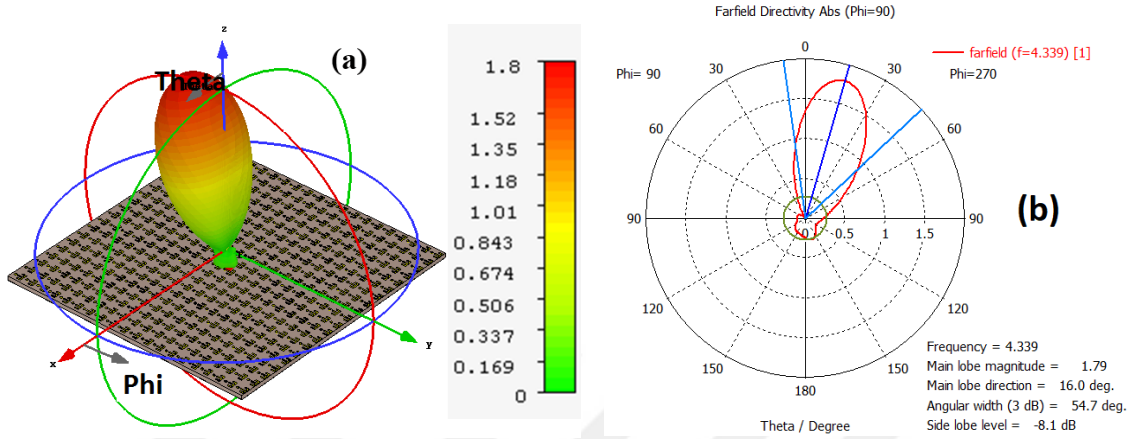 (a)
z
Theta
y
x
Phi
1.8
1.52
1.35
1.18
1.01
0.843
0.674
0.506
0.337
0.169
0
Farfield Directivity Abs (Phi=90)
farfield (f=4.339) [1]
Phi= 90
Phi=270
0
30
30
60
60
90
90
0
0.5
1
1.5
120
120
150
150
180
Theta / Degree
(b)
Frequency = 4.339
Main lobe magnitude = 1.79
Main lobe direction = 16.0 deg.
Angular width (3 dB) = 54.7 deg.
Side lobe level = -8.1 dB